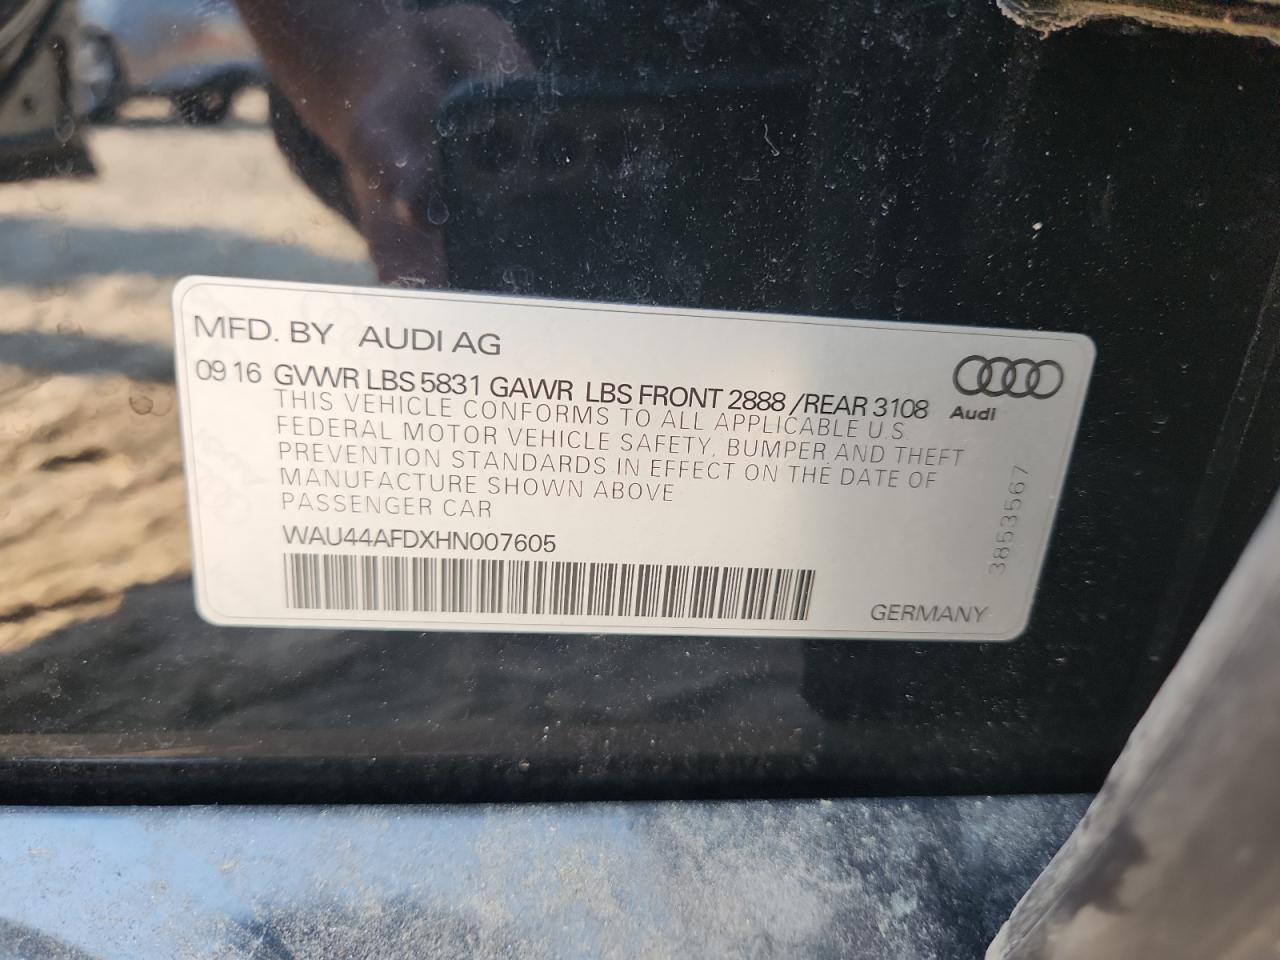 MFD. BY AUDI AG
09 16 GVWR LBS 5831 GAWR LBS FRONT 2888 /REAR 3108
Audi
THIS VEHICLE CONFORMS TO ALL APPLICABLE U.S.
FEDERAL MOTOR VEHICLE SAFETY, BUMPER AND THEFT
PREVENTION STANDARDS IN EFFECT ON THE DATE OF
MANUFACTURE SHOWN ABOVE
PASSENGER CAR
WAU44AFDXHN007605
3853567
GERMANY